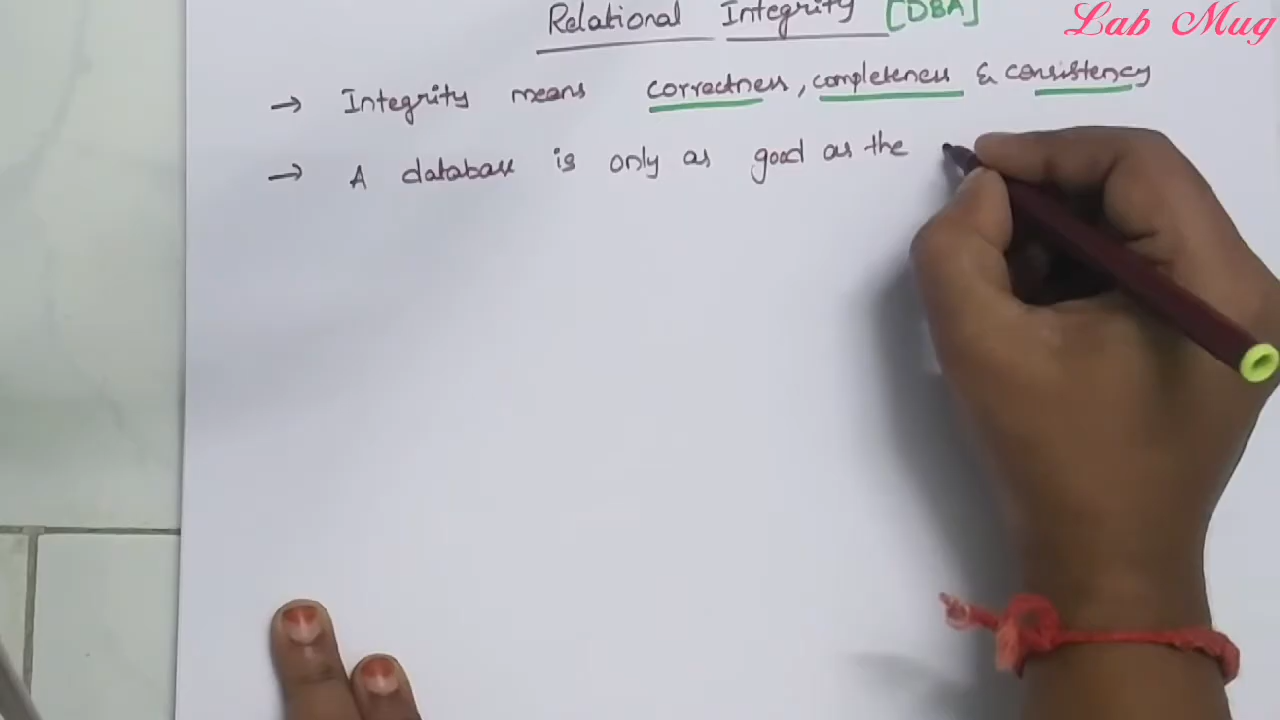 Relational Integrity [DBA]
Lab Mug
→ Integrity means correctness, completeness & consistency
→ A database is only as good as the